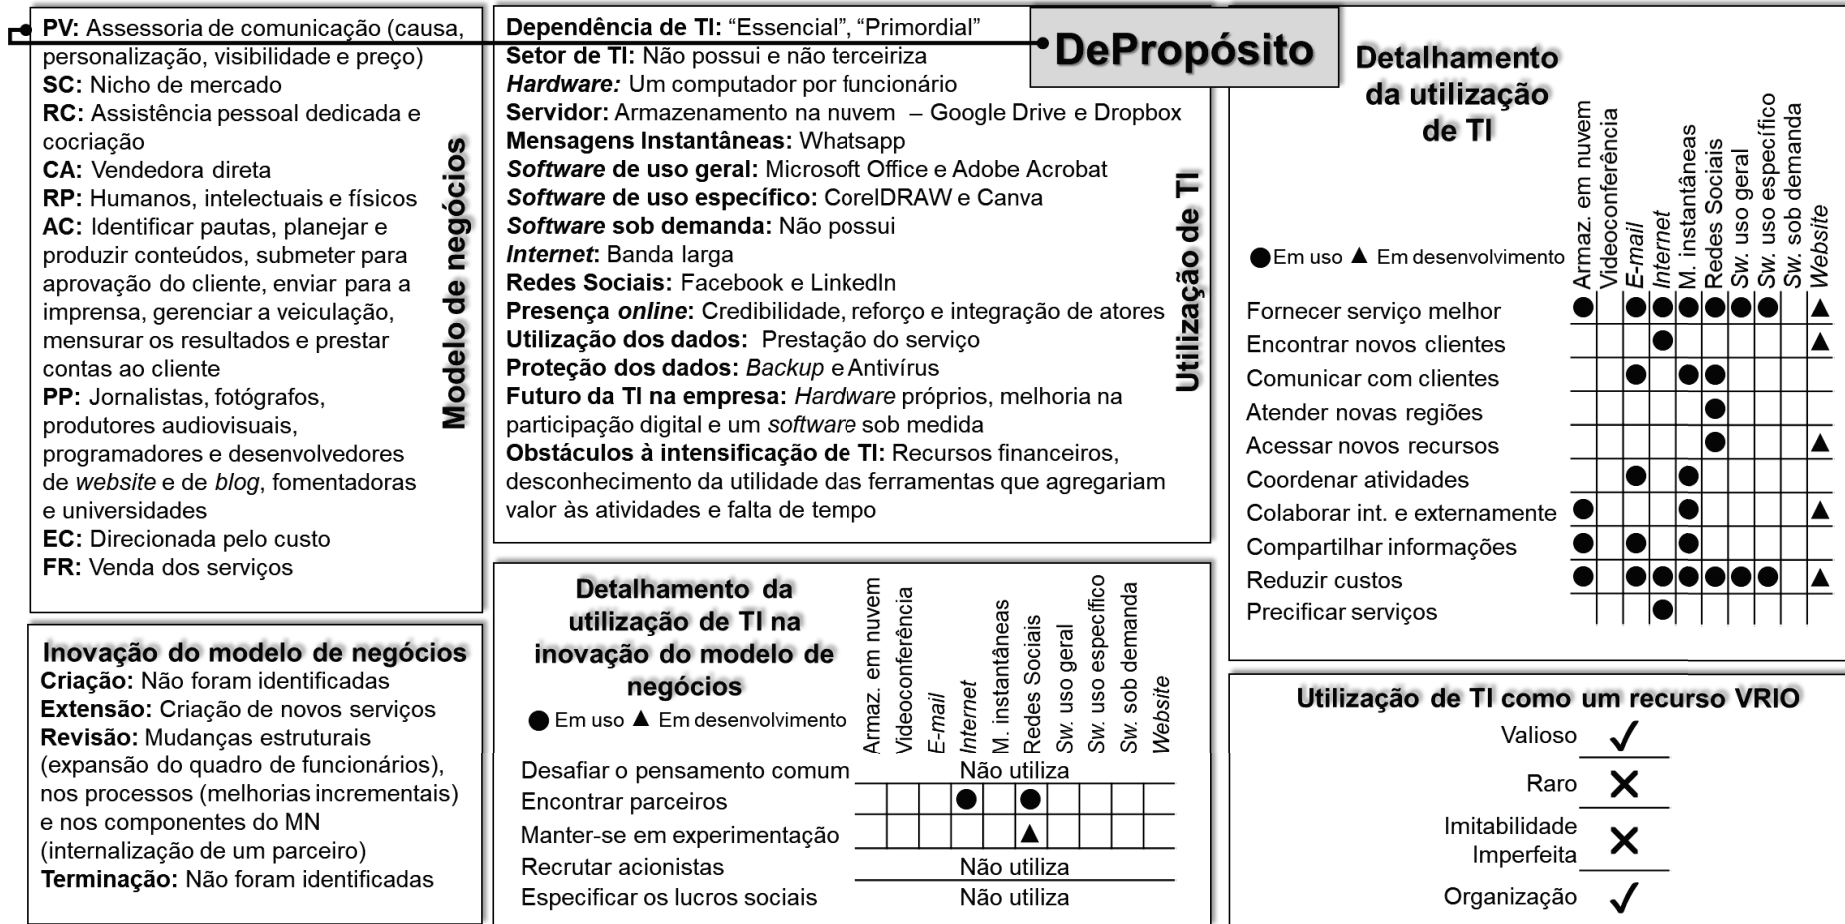 DePropósito
PV: Assessoria de comunicação (causa,
personalização, visibilidade e preço)
SC: Nicho de mercado
RC: Assistência pessoal dedicada e
cocriação
CA: Vendedora direta
RP: Humanos, intelectuais e físicos
AC: Identificar pautas, planejar e
produzir conteúdos, submeter para
aprovação do cliente, enviar para a
imprensa, gerenciar a veiculação,
mensurar os resultados e prestar
contas ao cliente
PP: Jornalistas, fotógrafos,
produtores audiovisuais,
programadores e desenvolvedores
de website e de blog, fomentadoras
e universidades
EC: Direcionada pelo custo
FR: Venda dos serviços
Modelo de negócios
Dependência de TI: “Essencial”, “Primordial”
Setor de TI: Não possui e não terceiriza
Hardware: Um computador por funcionário
Servidor: Armazenamento na nuvem – Google Drive e Dropbox
Mensagens Instantâneas: Whatsapp
Software de uso geral: Microsoft Office e Adobe Acrobat
Software de uso específico: CorelDRAW e Canva
Software sob demanda: Não possui
Internet: Banda larga
Redes Sociais: Facebook e LinkedIn
Presença online: Credibilidade, reforço e integração de atores
Utilização dos dados: Prestação do serviço
Proteção dos dados: Backup e Antivírus
Futuro da TI na empresa: Hardware próprios, melhoria na
participação digital e um software sob medida
Obstáculos à intensificação de TI: Recursos financeiros,
desconhecimento da utilidade das ferramentas que agregariam
valor às atividades e falta de tempo
Utilização de TI
Detalhamento
da utilização
de TI
● Em uso ▲ Em desenvolvimento
Armaz. em nuvem
Videoconferência
E-mail
Internet
M. instantâneas
Redes Sociais
Sw. uso geral
Sw. uso específico
Sw. sob demanda
Website
Fornecer serviço melhor
Encontrar novos clientes
Comunicar com clientes
Atender novas regiões
Acessar novos recursos
Coordenar atividades
Colaborar int. e externamente
Compartilhar informações
Reduzir custos
Precificar serviços
Inovação do modelo de negócios
Criação: Não foram identificadas
Extensão: Criação de novos serviços
Revisão: Mudanças estruturais
(expansão do quadro de funcionários),
nos processos (melhorias incrementais)
e nos componentes do MN
(internalização de um parceiro)
Terminação: Não foram identificadas
Detalhamento da
utilização de TI na
inovação do modelo de
negócios
● Em uso ▲ Em desenvolvimento
Armaz. em nuvem
Videoconferência
E-mail
Internet
M. instantâneas
Redes Sociais
Sw. uso geral
Sw. uso específico
Sw. sob demanda
Website
Desafiar o pensamento comum Não utiliza
Encontrar parceiros
Manter-se em experimentação
Recrutar acionistas Não utiliza
Especificar os lucros sociais Não utiliza
Utilização de TI como um recurso VRIO
Valioso ✓
Raro ✕
Imitabilidade
Imperfeita ✕
Organização ✓